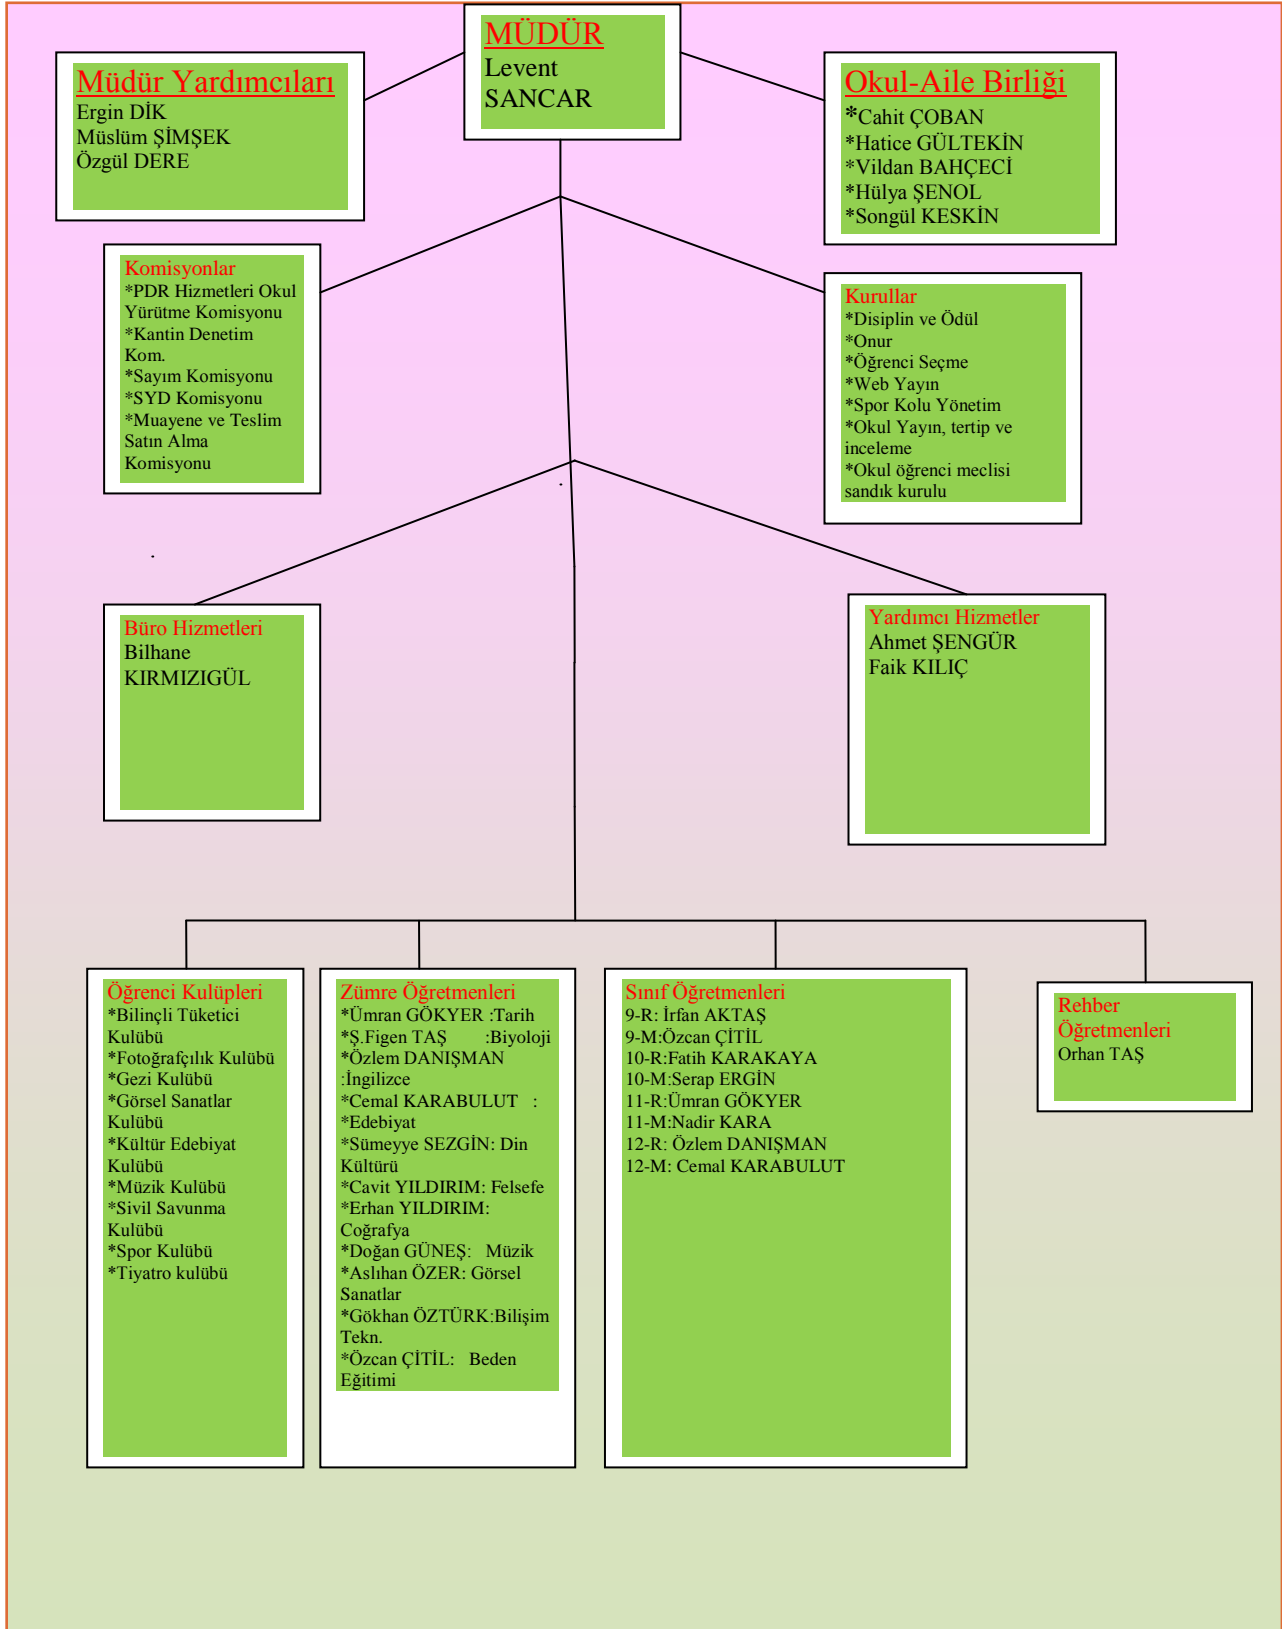 MÜDÜR
Levent
SANCAR
Müdür Yardımcıları
Ergin DİK
Müslüm ŞİMŞEK
Özgül DERE
Okul-Aile Birliği
*Cahit ÇOBAN
*Hatice GÜLTEKİN
*Vildan BAHÇECİ
*Hülya ŞENOL
*Songül KESKİN
Komisyonlar
*PDR Hizmetleri Okul
Yürütme Komisyonu
*Kantin Denetim
Kom.
*Sayım Komisyonu
*SYD Komisyonu
*Muayene ve Teslim
Satın Alma
Komisyonu
Kurullar
*Disiplin ve Ödül
*Onur
*Öğrenci Seçme
*Web Yayın
*Spor Kolu Yönetim
*Okul Yayın, tertip ve
inceleme
*Okul öğrenci meclisi
sandık kurulu
Büro Hizmetleri
Bilhane
KIRMIZIGÜL
Yardımcı Hizmetler
Ahmet ŞENGÜR
Faik KILIÇ
Öğrenci Kulüpleri
*Bilinçli Tüketici
Kulübü
*Fotoğrafçılık Kulübü
*Gezi Kulübü
*Görsel Sanatlar
Kulübü
*Kültür Edebiyat
Kulübü
*Müzik Kulübü
*Sivil Savunma
Kulübü
*Spor Kulübü
*Tiyatro kulübü
Zümre Öğretmenleri
*Ümran GÖKYER :Tarih
*Ş.Figen TAŞ :Biyoloji
*Özlem DANIŞMAN
:İngilizce
*Cemal KARABULUT :
*Edebiyat
*Sümeyye SEZGİN: Din
Kültürü
*Cavit YILDIRIM: Felsefe
*Erhan YILDIRIM:
Coğrafya
*Doğan GÜNEŞ: Müzik
*Aslıhan ÖZER: Görsel
Sanatlar
*Gökhan ÖZTÜRK:Bilişim
Tekn.
*Özcan ÇİTİL: Beden
Eğitimi
Sınıf Öğretmenleri
9-R: İrfan AKTAŞ
9-M:Özcan ÇİTİL
10-R:Fatih KARAKAYA
10-M:Serap ERGİN
11-R:Ümran GÖKYER
11-M:Nadir KARA
12-R: Özlem DANIŞMAN
12-M: Cemal KARABULUT
Rehber
Öğretmenleri
Orhan TAŞ